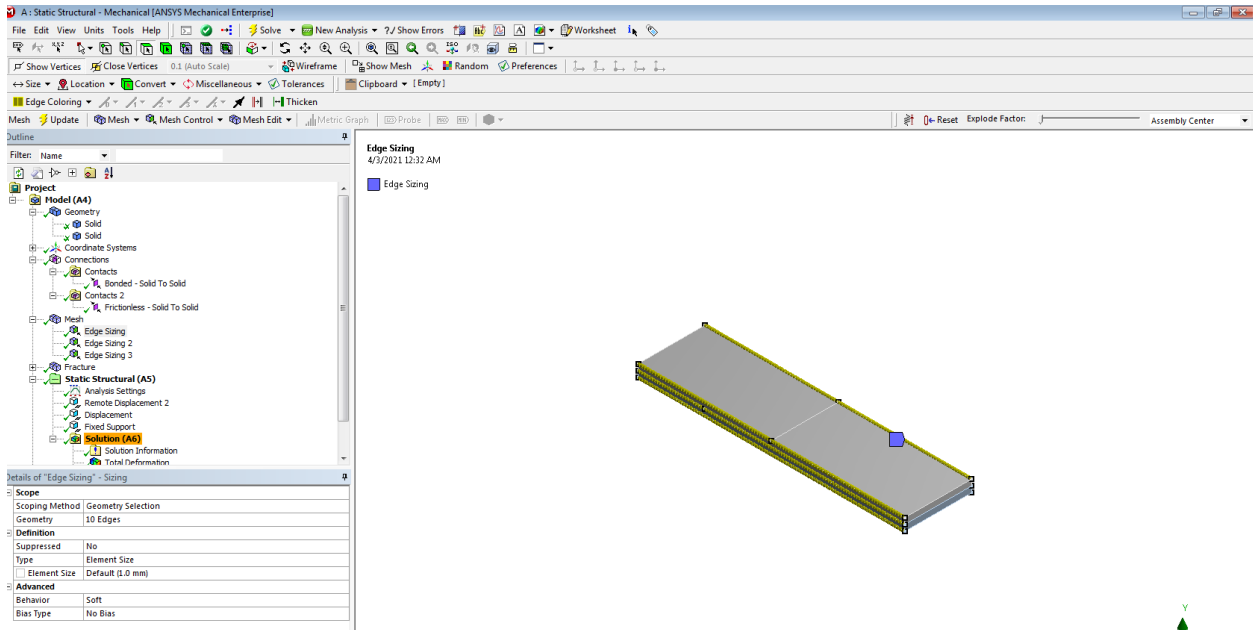 A : Static Structural - Mechanical [ANSYS Mechanical Enterprise]
File Edit View Units Tools Help Solve New Analysis ?/ Show Errors A Worksheet
Show Vertices Close Vertices 0.1 (Auto Scale) Wireframe Show Mesh Random Preferences
Size Location Convert Miscellaneous Tolerances Clipboard [Empty]
Edge Coloring Thicken
Mesh Update Mesh Mesh Control Mesh Edit Metric Graph Probe Reset Explode Factor: Assembly Center
Outline
Filter: Name
Project
Model (A4)
Geometry
Solid
Solid
Coordinate Systems
Connections
Contacts
Bonded - Solid To Solid
Contacts 2
Frictionless - Solid To Solid
Mesh
Edge Sizing
Edge Sizing 2
Edge Sizing 3
Fracture
Static Structural (A5)
Analysis Settings
Remote Displacement 2
Displacement
Fixed Support
Solution (A6)
Solution Information
Total Deformation
Details of "Edge Sizing" - Sizing
Scope
Scoping Method Geometry Selection
Geometry 10 Edges
Definition
Suppressed No
Type Element Size
Element Size Default (1.0 mm)
Advanced
Behavior Soft
Bias Type No Bias
Edge Sizing
4/3/2021 12:32 AM
Edge Sizing
Y